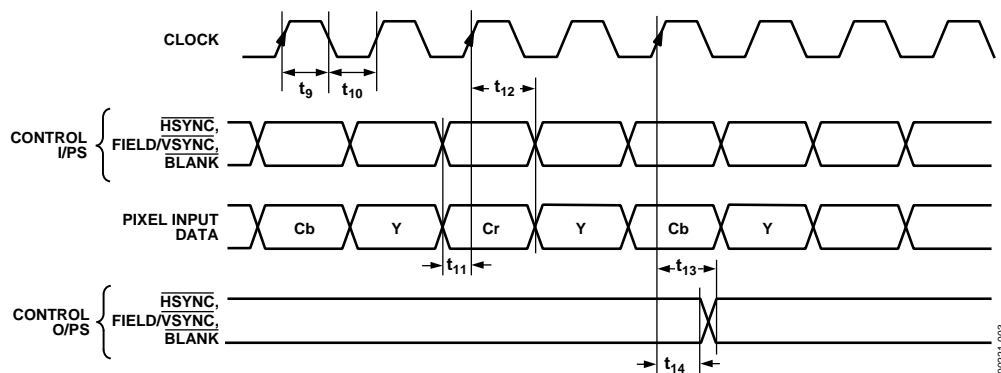 CLOCK
t9
t10
t12
CONTROL
I/PS
HSYNC,
FIELD/VSYNC,
BLANK
PIXEL INPUT
DATA
Cb
Y
Cr
Y
Cb
Y
t11
t13
CONTROL
O/PS
HSYNC,
FIELD/VSYNC,
BLANK
t14